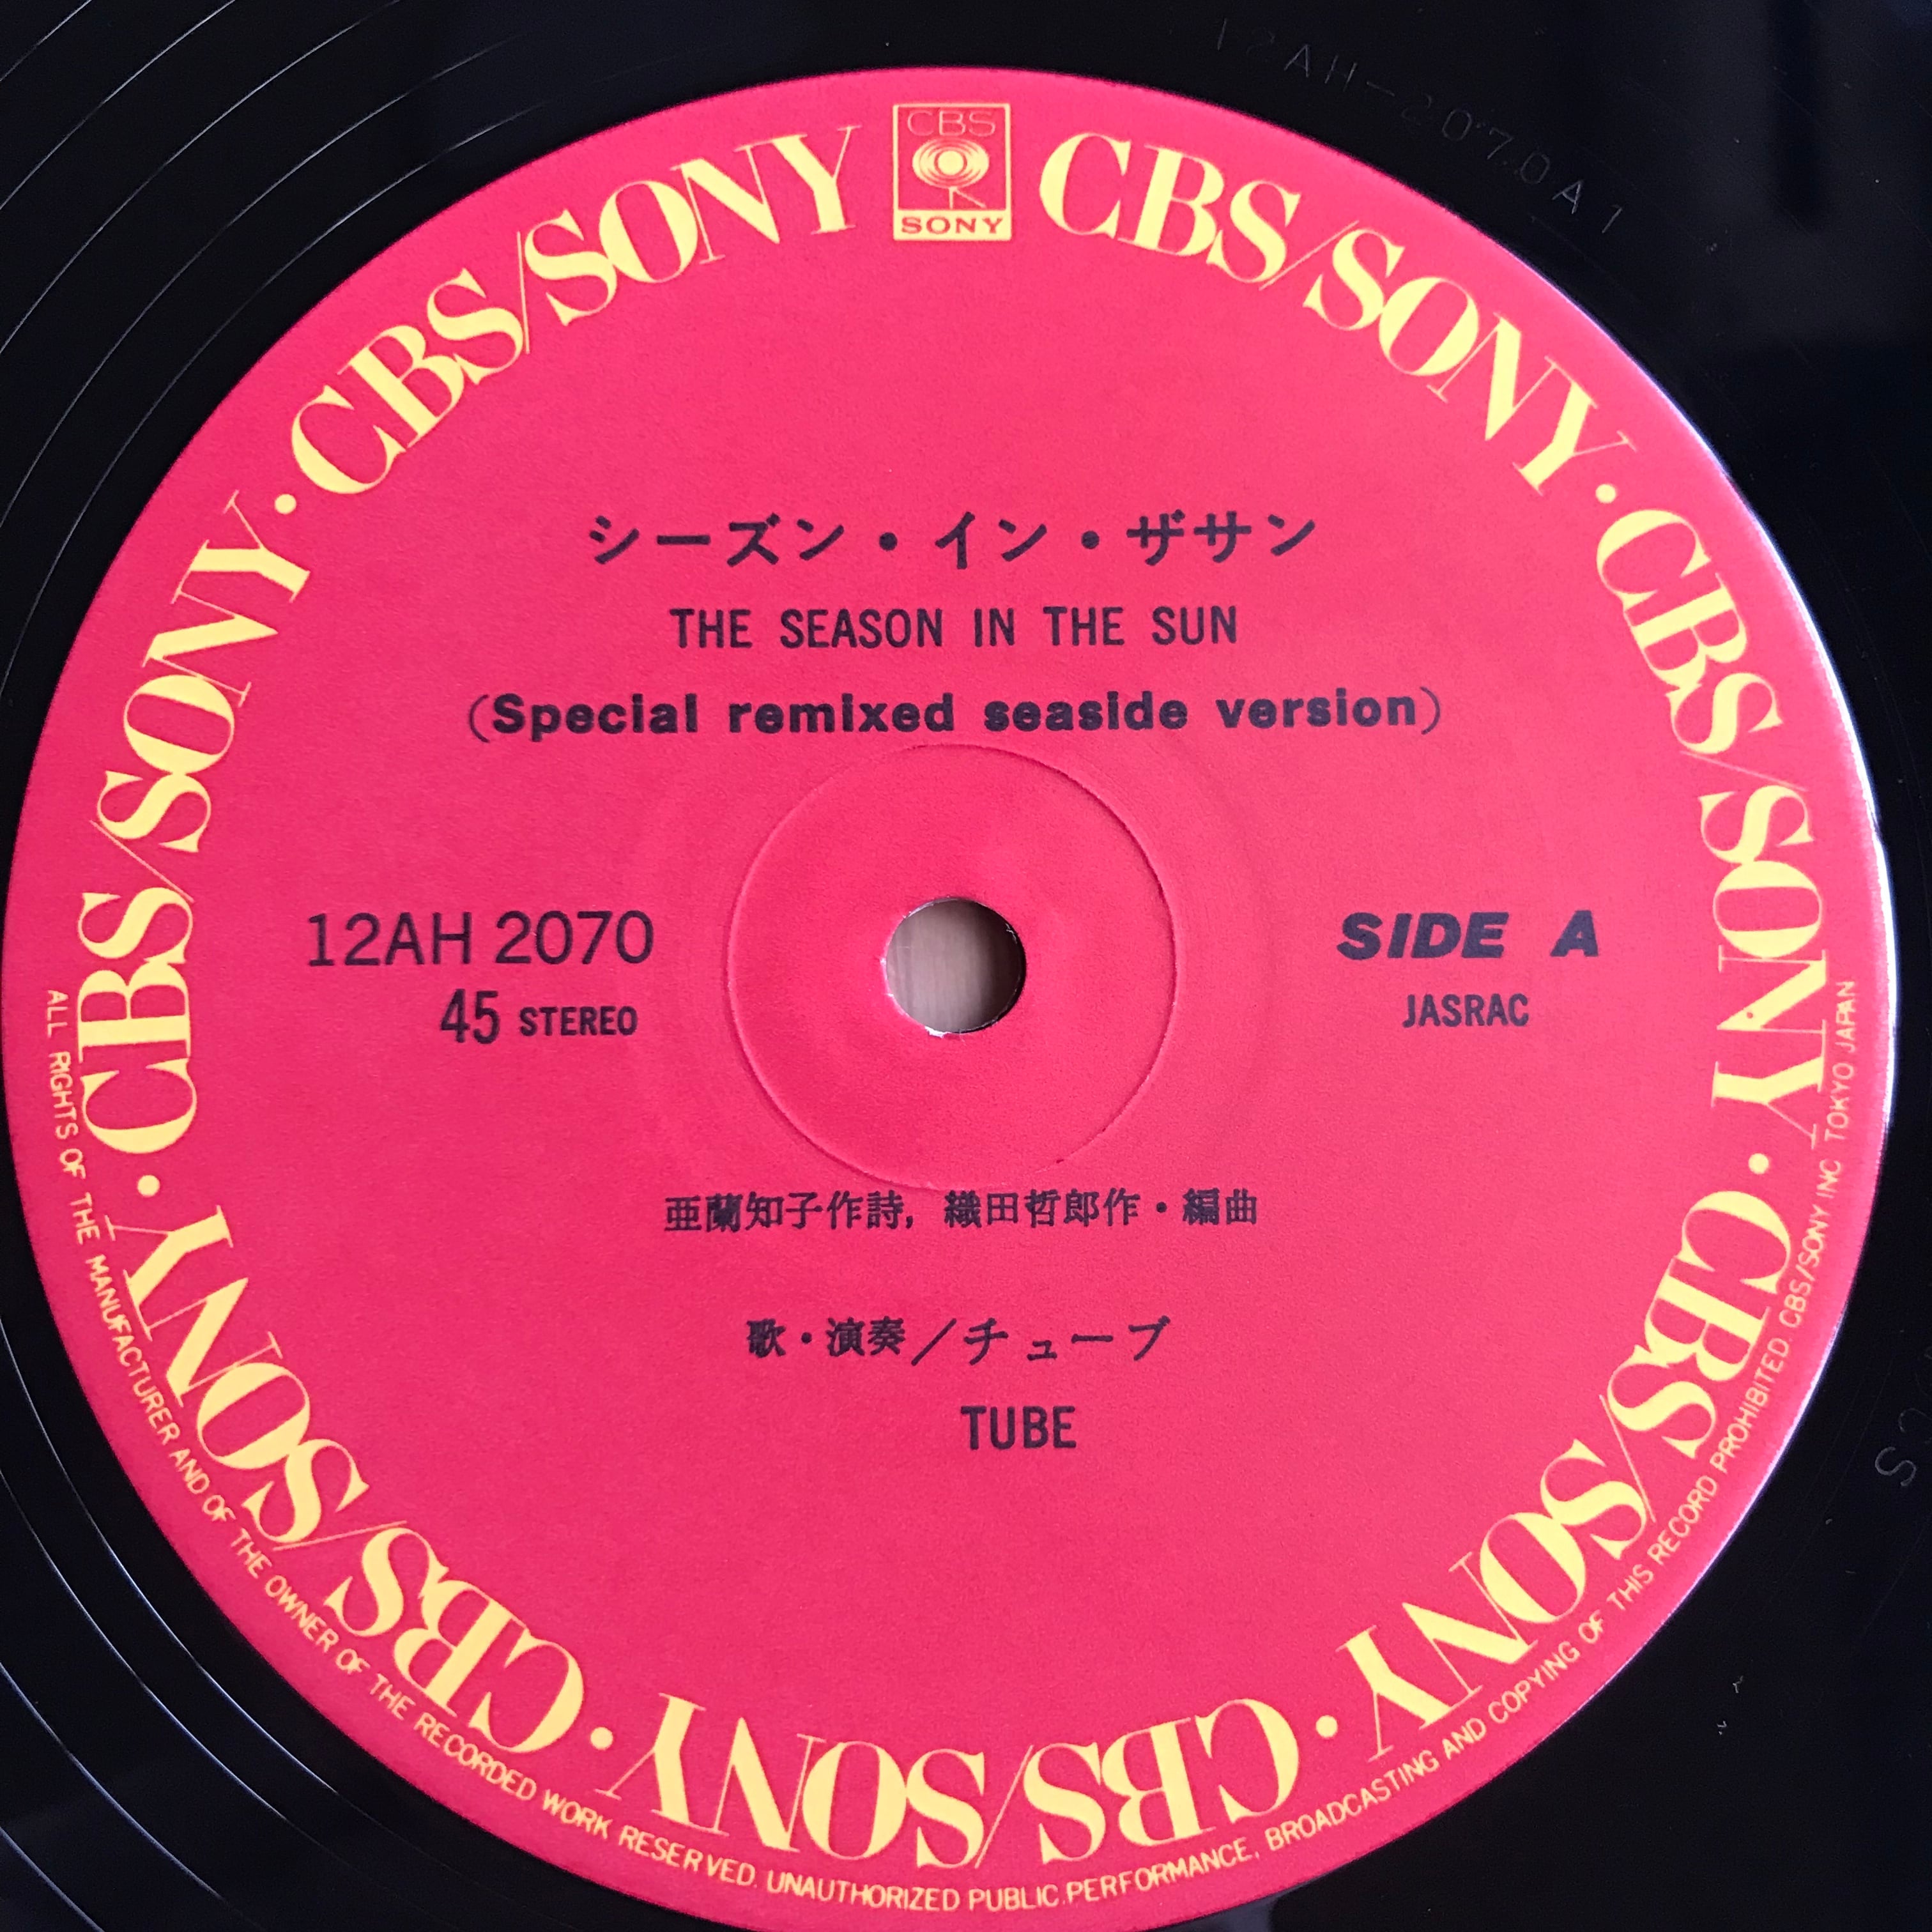 12AH-2070A1
CBS
SONY
CBS/SONY · CBS/SONY · CBS/SONY · CBS/SONY · CBS/SONY · CBS/SONY · CBS/SONY · CBS/SONY
シーズン・イン・ザサン
THE SEASON IN THE SUN
(Special remixed seaside version)
12AH 2070
45 STEREO
SIDE A
JASRAC
亜蘭知子作詩, 織田哲郎作・編曲
歌・演奏/チューブ
TUBE
ALL RIGHTS OF THE MANUFACTURER AND OF THE OWNER OF THE RECORDED WORK RESERVED. UNAUTHORIZED PUBLIC PERFORMANCE, BROADCASTING AND COPYING OF THIS RECORD PROHIBITED. CBS/SONY INC TOKYO JAPAN